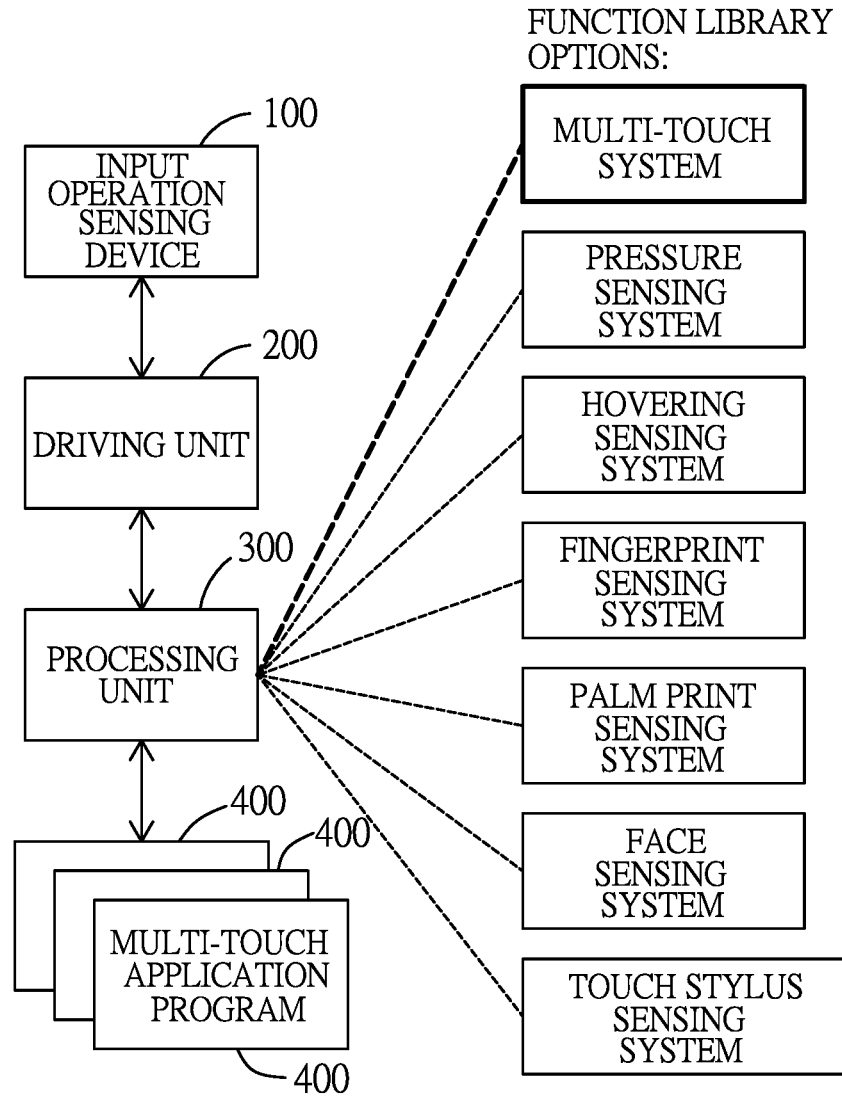 FUNCTION LIBRARY
OPTIONS:
100
INPUT
OPERATION
SENSING
DEVICE
200
DRIVING UNIT
300
PROCESSING
UNIT
400
400
MULTI-TOUCH
APPLICATION
PROGRAM
400
MULTI-TOUCH
SYSTEM
PRESSURE
SENSING
SYSTEM
HOVERING
SENSING
SYSTEM
FINGERPRINT
SENSING
SYSTEM
PALM PRINT
SENSING
SYSTEM
FACE
SENSING
SYSTEM
TOUCH STYLUS
SENSING
SYSTEM